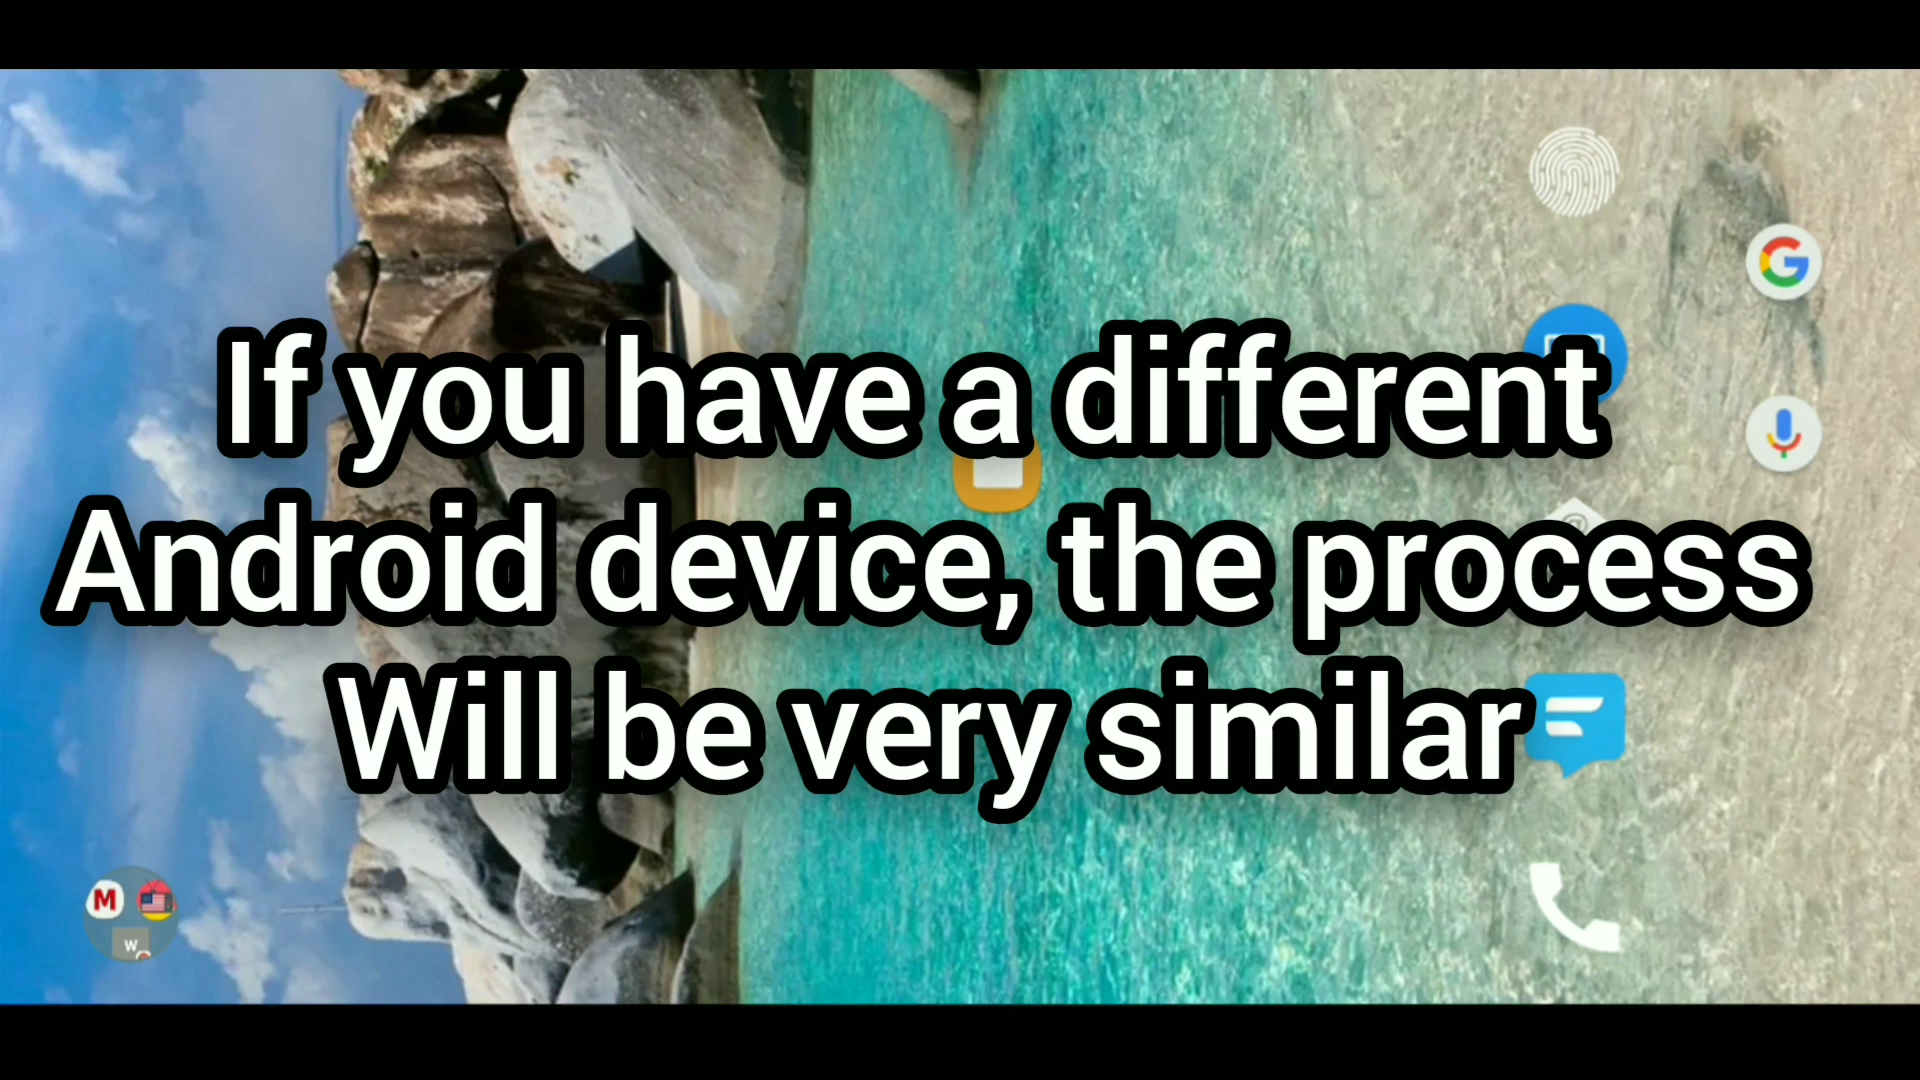 If you have a different
Android device, the process
Will be very similar
G
@
M
W